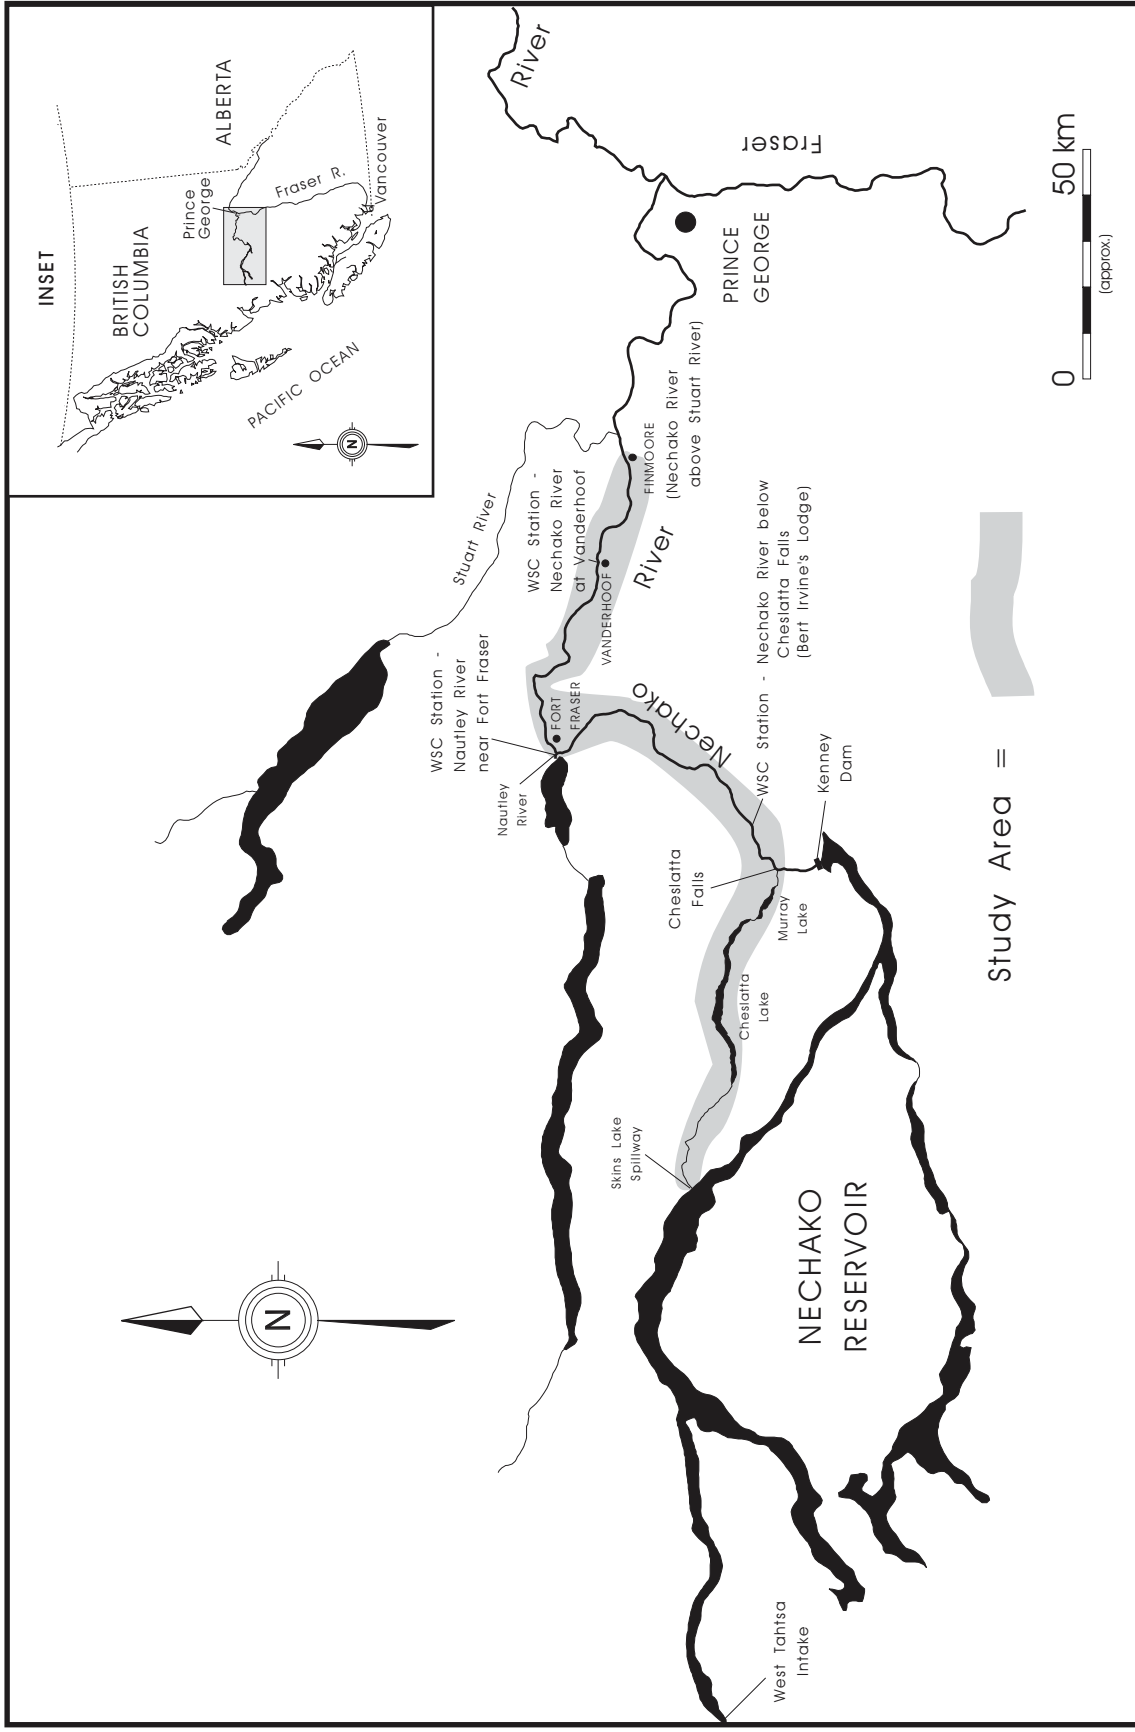 INSET
BRITISH
COLUMBIA
ALBERTA
Prince
George
Fraser R.
Vancouver
PACIFIC OCEAN
N
N
Stuart River
WSC Station -
Nautley River
near Fort Fraser
WSC Station -
Nechako River
at Vanderhoof
Nautley
River
FORT
FRASER
VANDERHOOF
FINMOORE
(Nechako River
above Stuart River)
Nechako
River
PRINCE
GEORGE
Fraser
River
Skins Lake
Spillway
Cheslatta
Falls
Cheslatta
Lake
Murray
Lake
WSC Station - Nechako River below
Cheslatta Falls
(Bert Irvine's Lodge)
Kenney
Dam
NECHAKO
RESERVOIR
West Tahtsa
Intake
Study Area =
0 50 km
(approx.)